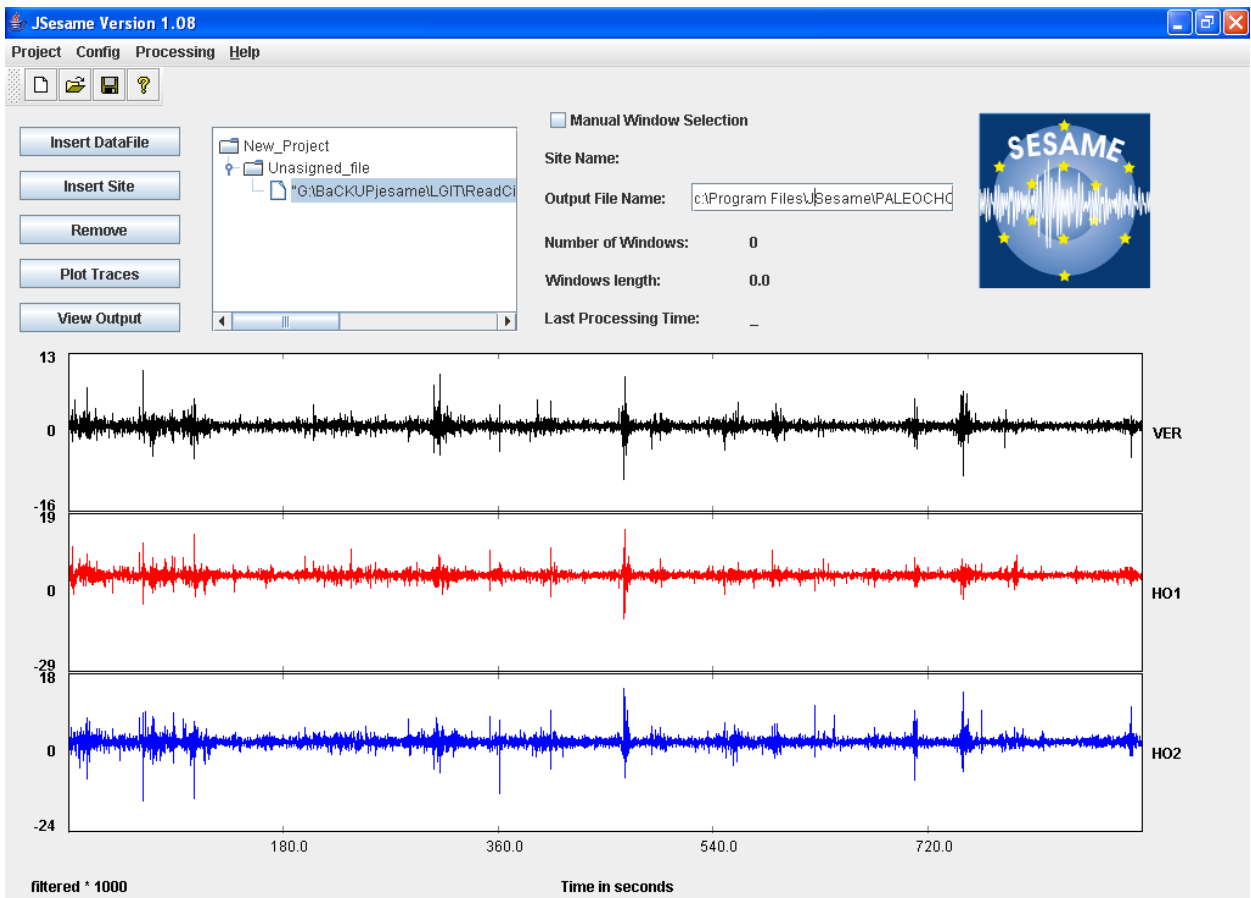 JSesame Version 1.08
Project Config Processing Help
Insert DataFile
Insert Site
Remove
Plot Traces
View Output
New_Project
Unasigned_file
"G:\BaCKUPjesame\LGIT\ReadCi
Manual Window Selection
Site Name:
Output File Name: c:\Program Files\JSesame\PALEOCHO
Number of Windows: 0
Windows length: 0.0
Last Processing Time: _
SESAME
13
0
-16
VER
19
0
-29
HO1
18
0
-24
HO2
180.0 360.0 540.0 720.0
filtered * 1000 Time in seconds